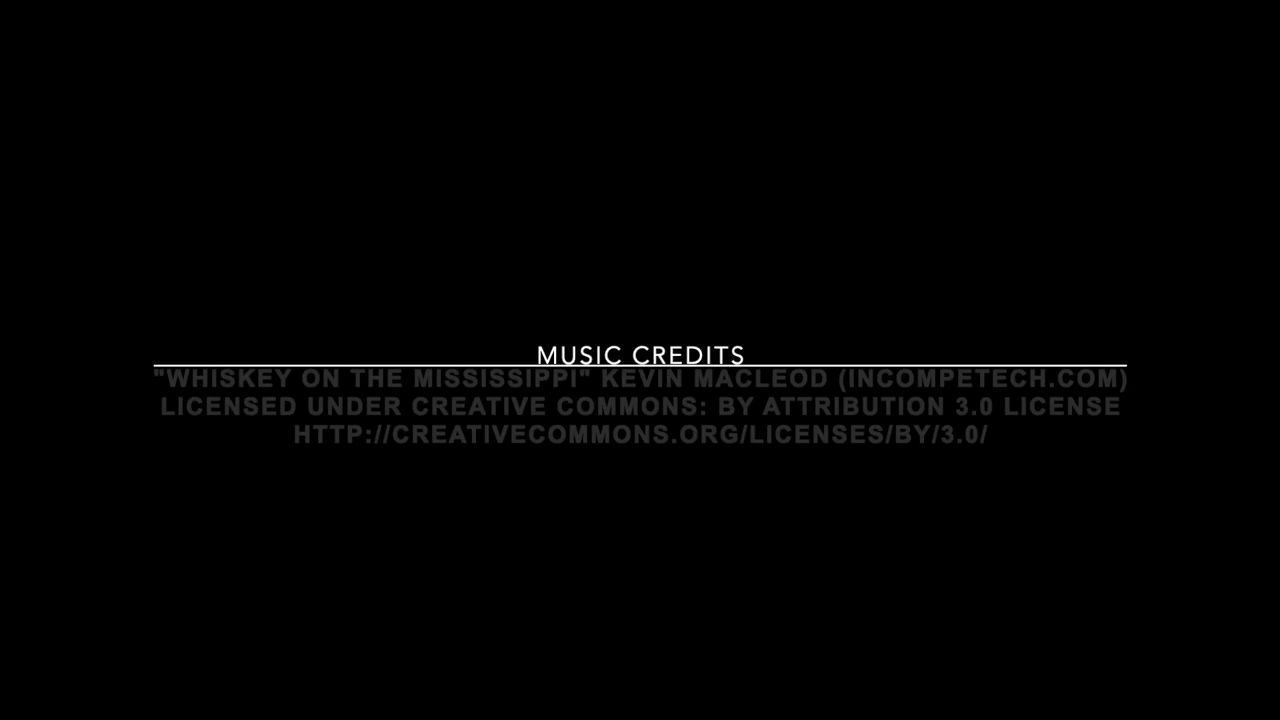 MUSIC CREDITS
"WHISKEY ON THE MISSISSIPPI" KEVIN MACLEOD (INCOMPETECH.COM)
LICENSED UNDER CREATIVE COMMONS: BY ATTRIBUTION 3.0 LICENSE
HTTP://CREATIVECOMMONS.ORG/LICENSES/BY/3.0/